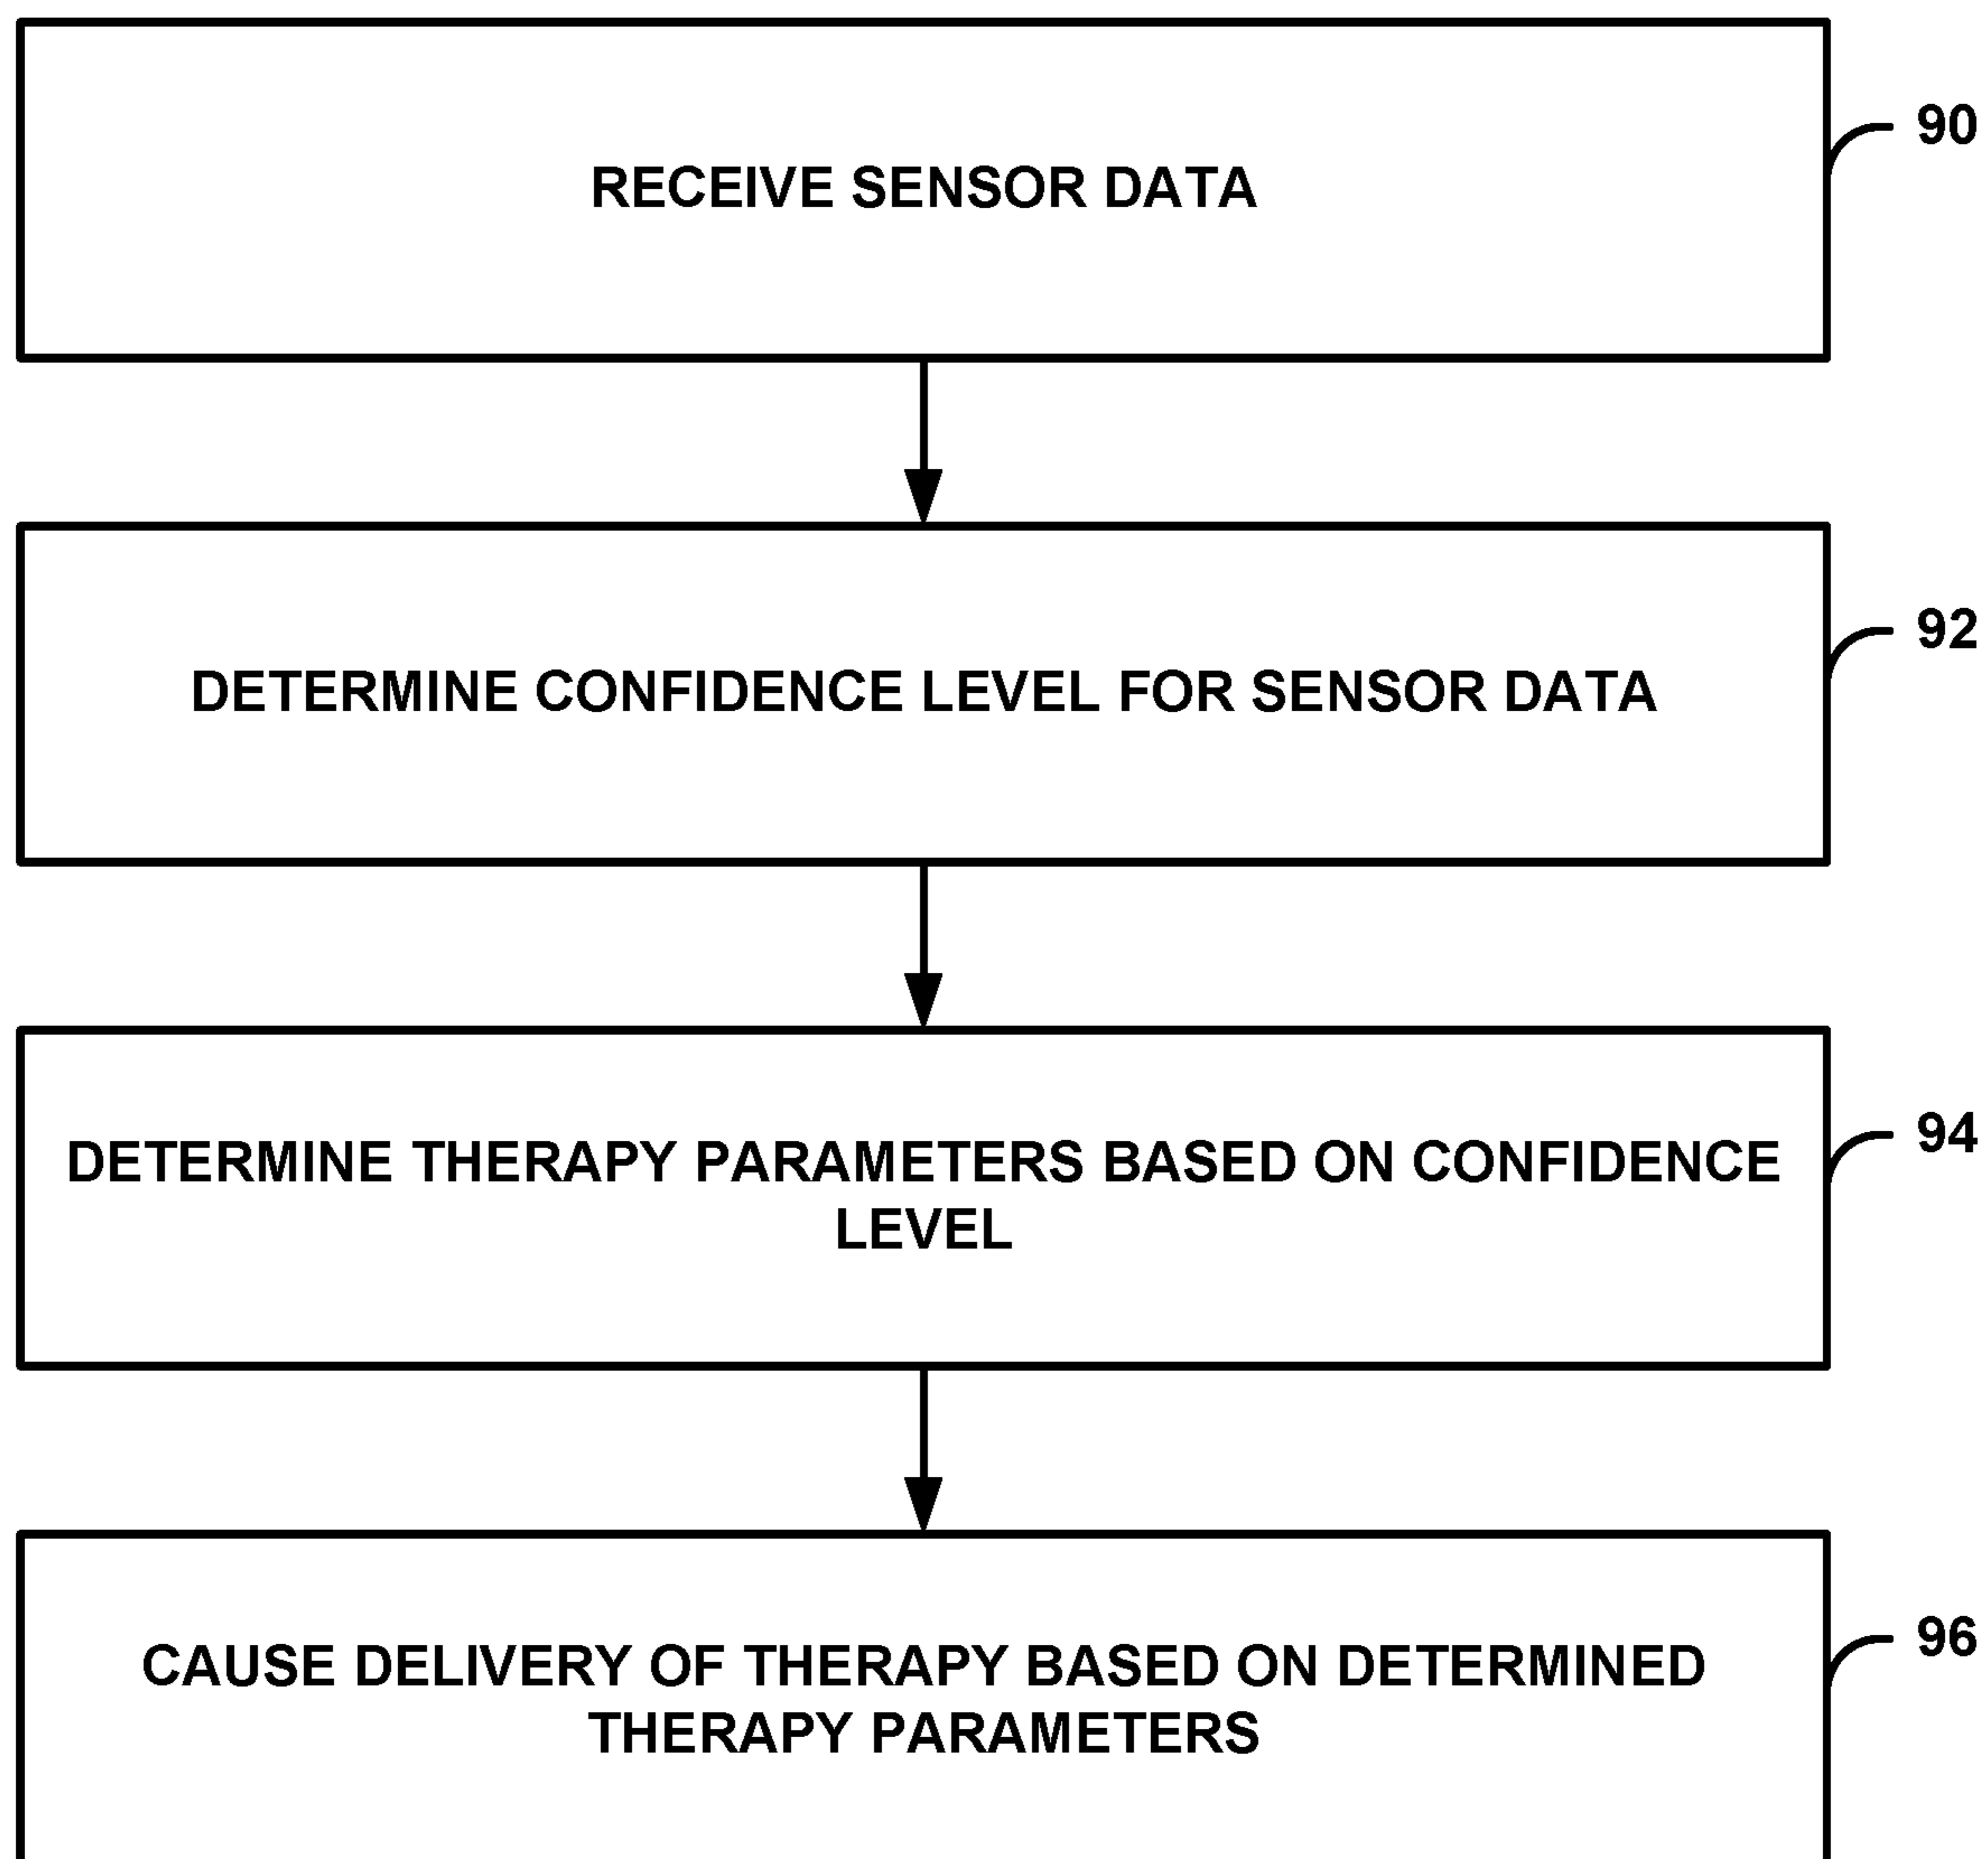 90
RECEIVE SENSOR DATA
92
DETERMINE CONFIDENCE LEVEL FOR SENSOR DATA
94
DETERMINE THERAPY PARAMETERS BASED ON CONFIDENCE
LEVEL
96
CAUSE DELIVERY OF THERAPY BASED ON DETERMINED
THERAPY PARAMETERS